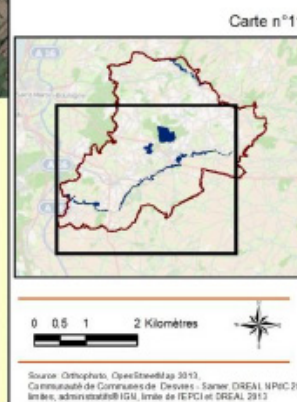 Carte n°1
0 0,5 1 2 Kilomètres
Source: Orthophoto, OpenStreetMap 2013,
Communauté de Communes de Desvres - Samer, DREAL NPdC 2
limites, administratifs® IGN, limite de l'EPCI et DREAL 2013